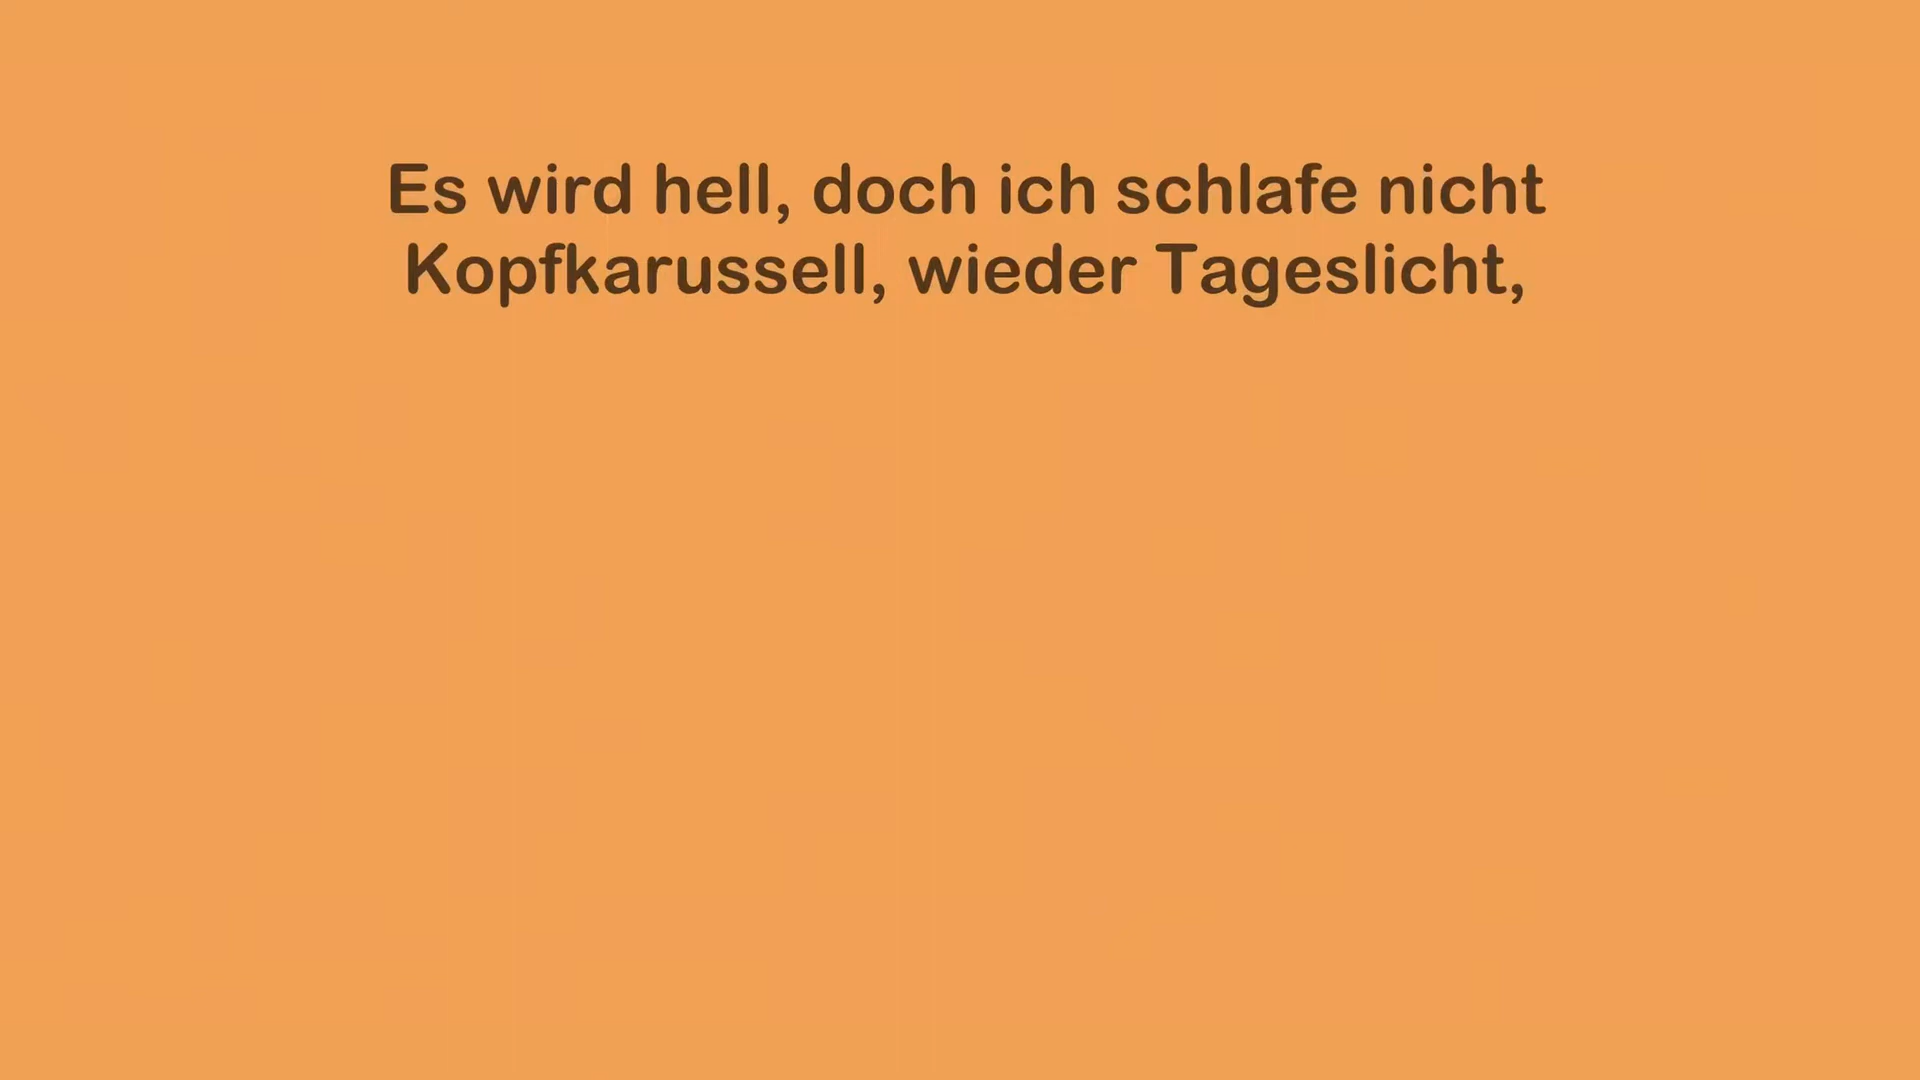 Es wird hell, doch ich schlafe nicht
Kopfkarussell, wieder Tageslicht,